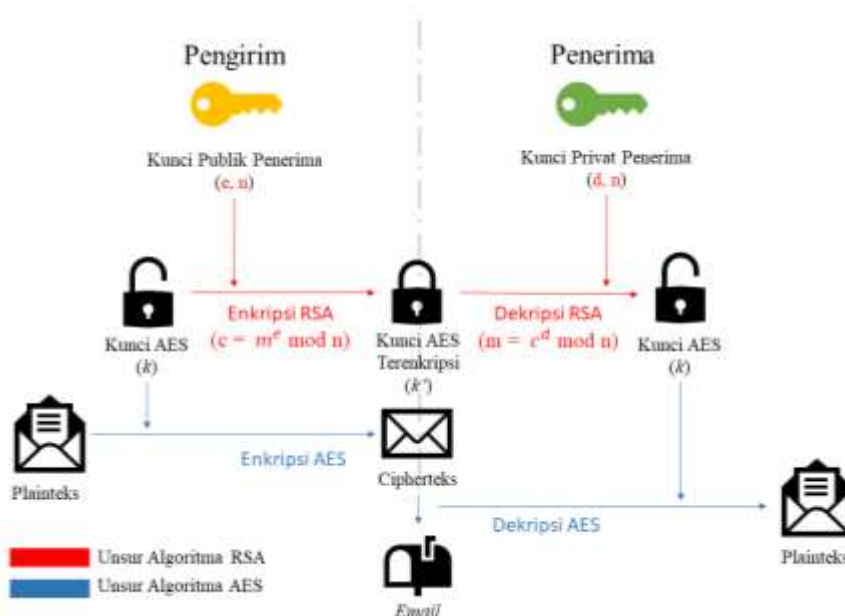 Pengirim
Penerima
Kunci Publik Penerima
(e, n)
Kunci Privat Penerima
(d, n)
Enkripsi RSA
(c = m^e mod n)
Dekripsi RSA
(m = c^d mod n)
Kunci AES
(k)
Kunci AES
Terenkripsi
(k')
Kunci AES
(k)
Enkripsi AES
Plainteks
Cipherteks
Dekripsi AES
Plainteks
Unsur Algoritma RSA
Unsur Algoritma AES
Email